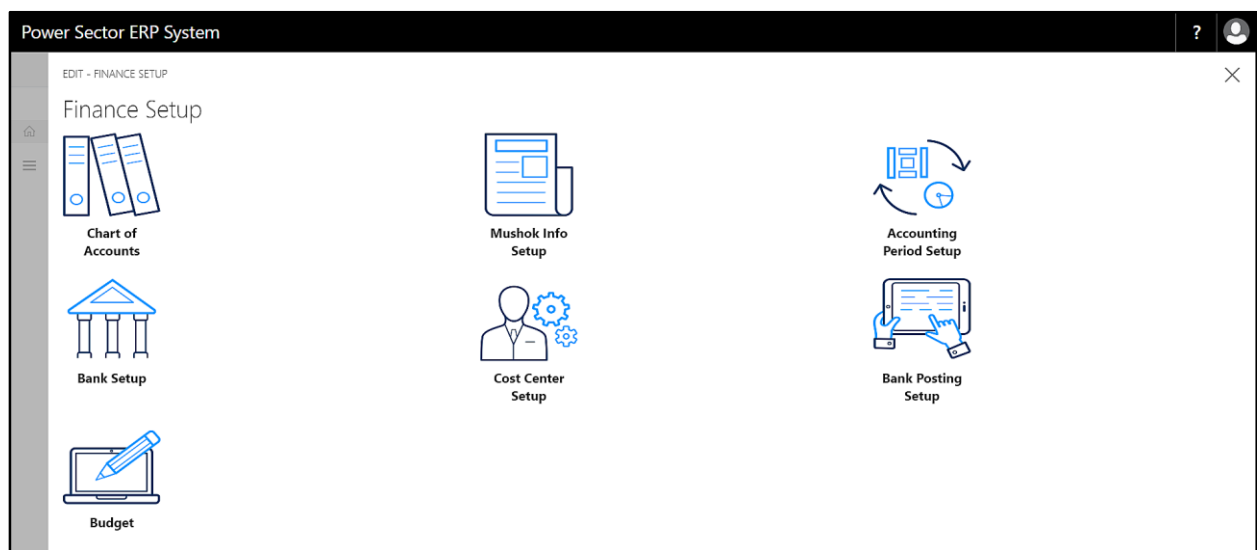 Power Sector ERP System
?
EDIT - FINANCE SETUP
Finance Setup
Chart of
Accounts
Mushok Info
Setup
Accounting
Period Setup
Bank Setup
Cost Center
Setup
Bank Posting
Setup
Budget